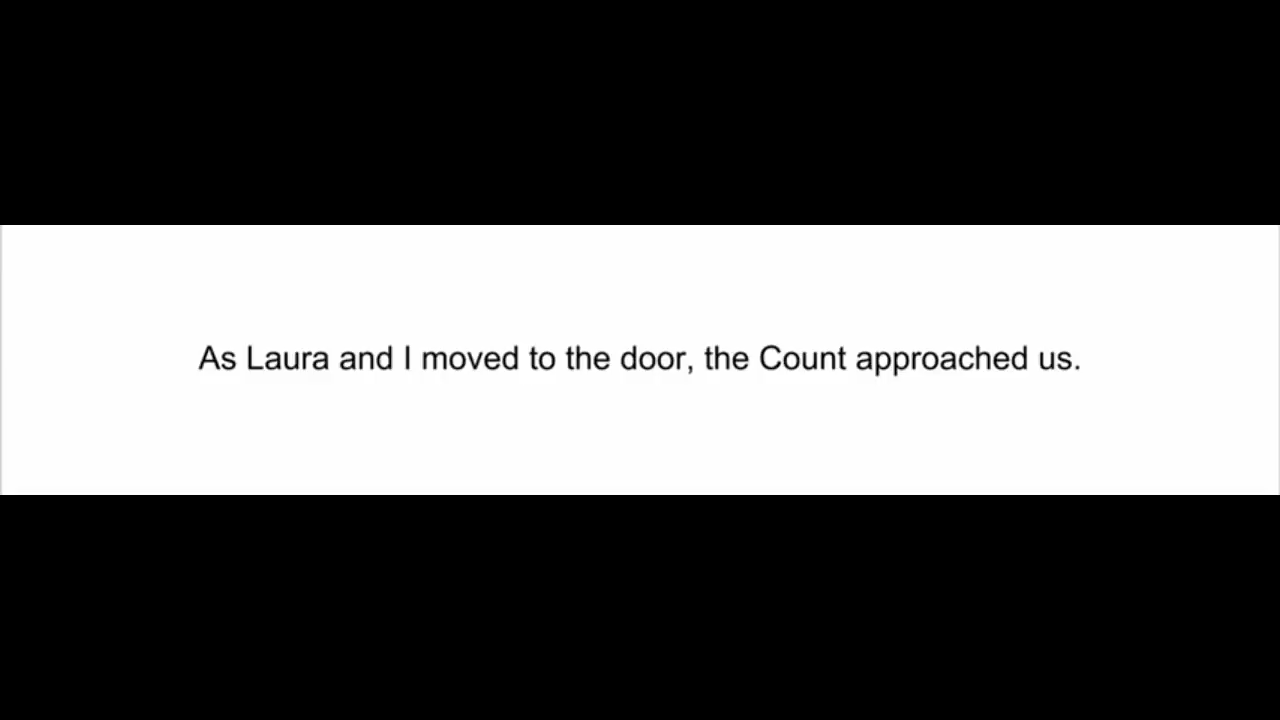 As Laura and I moved to the door, the Count approached us.